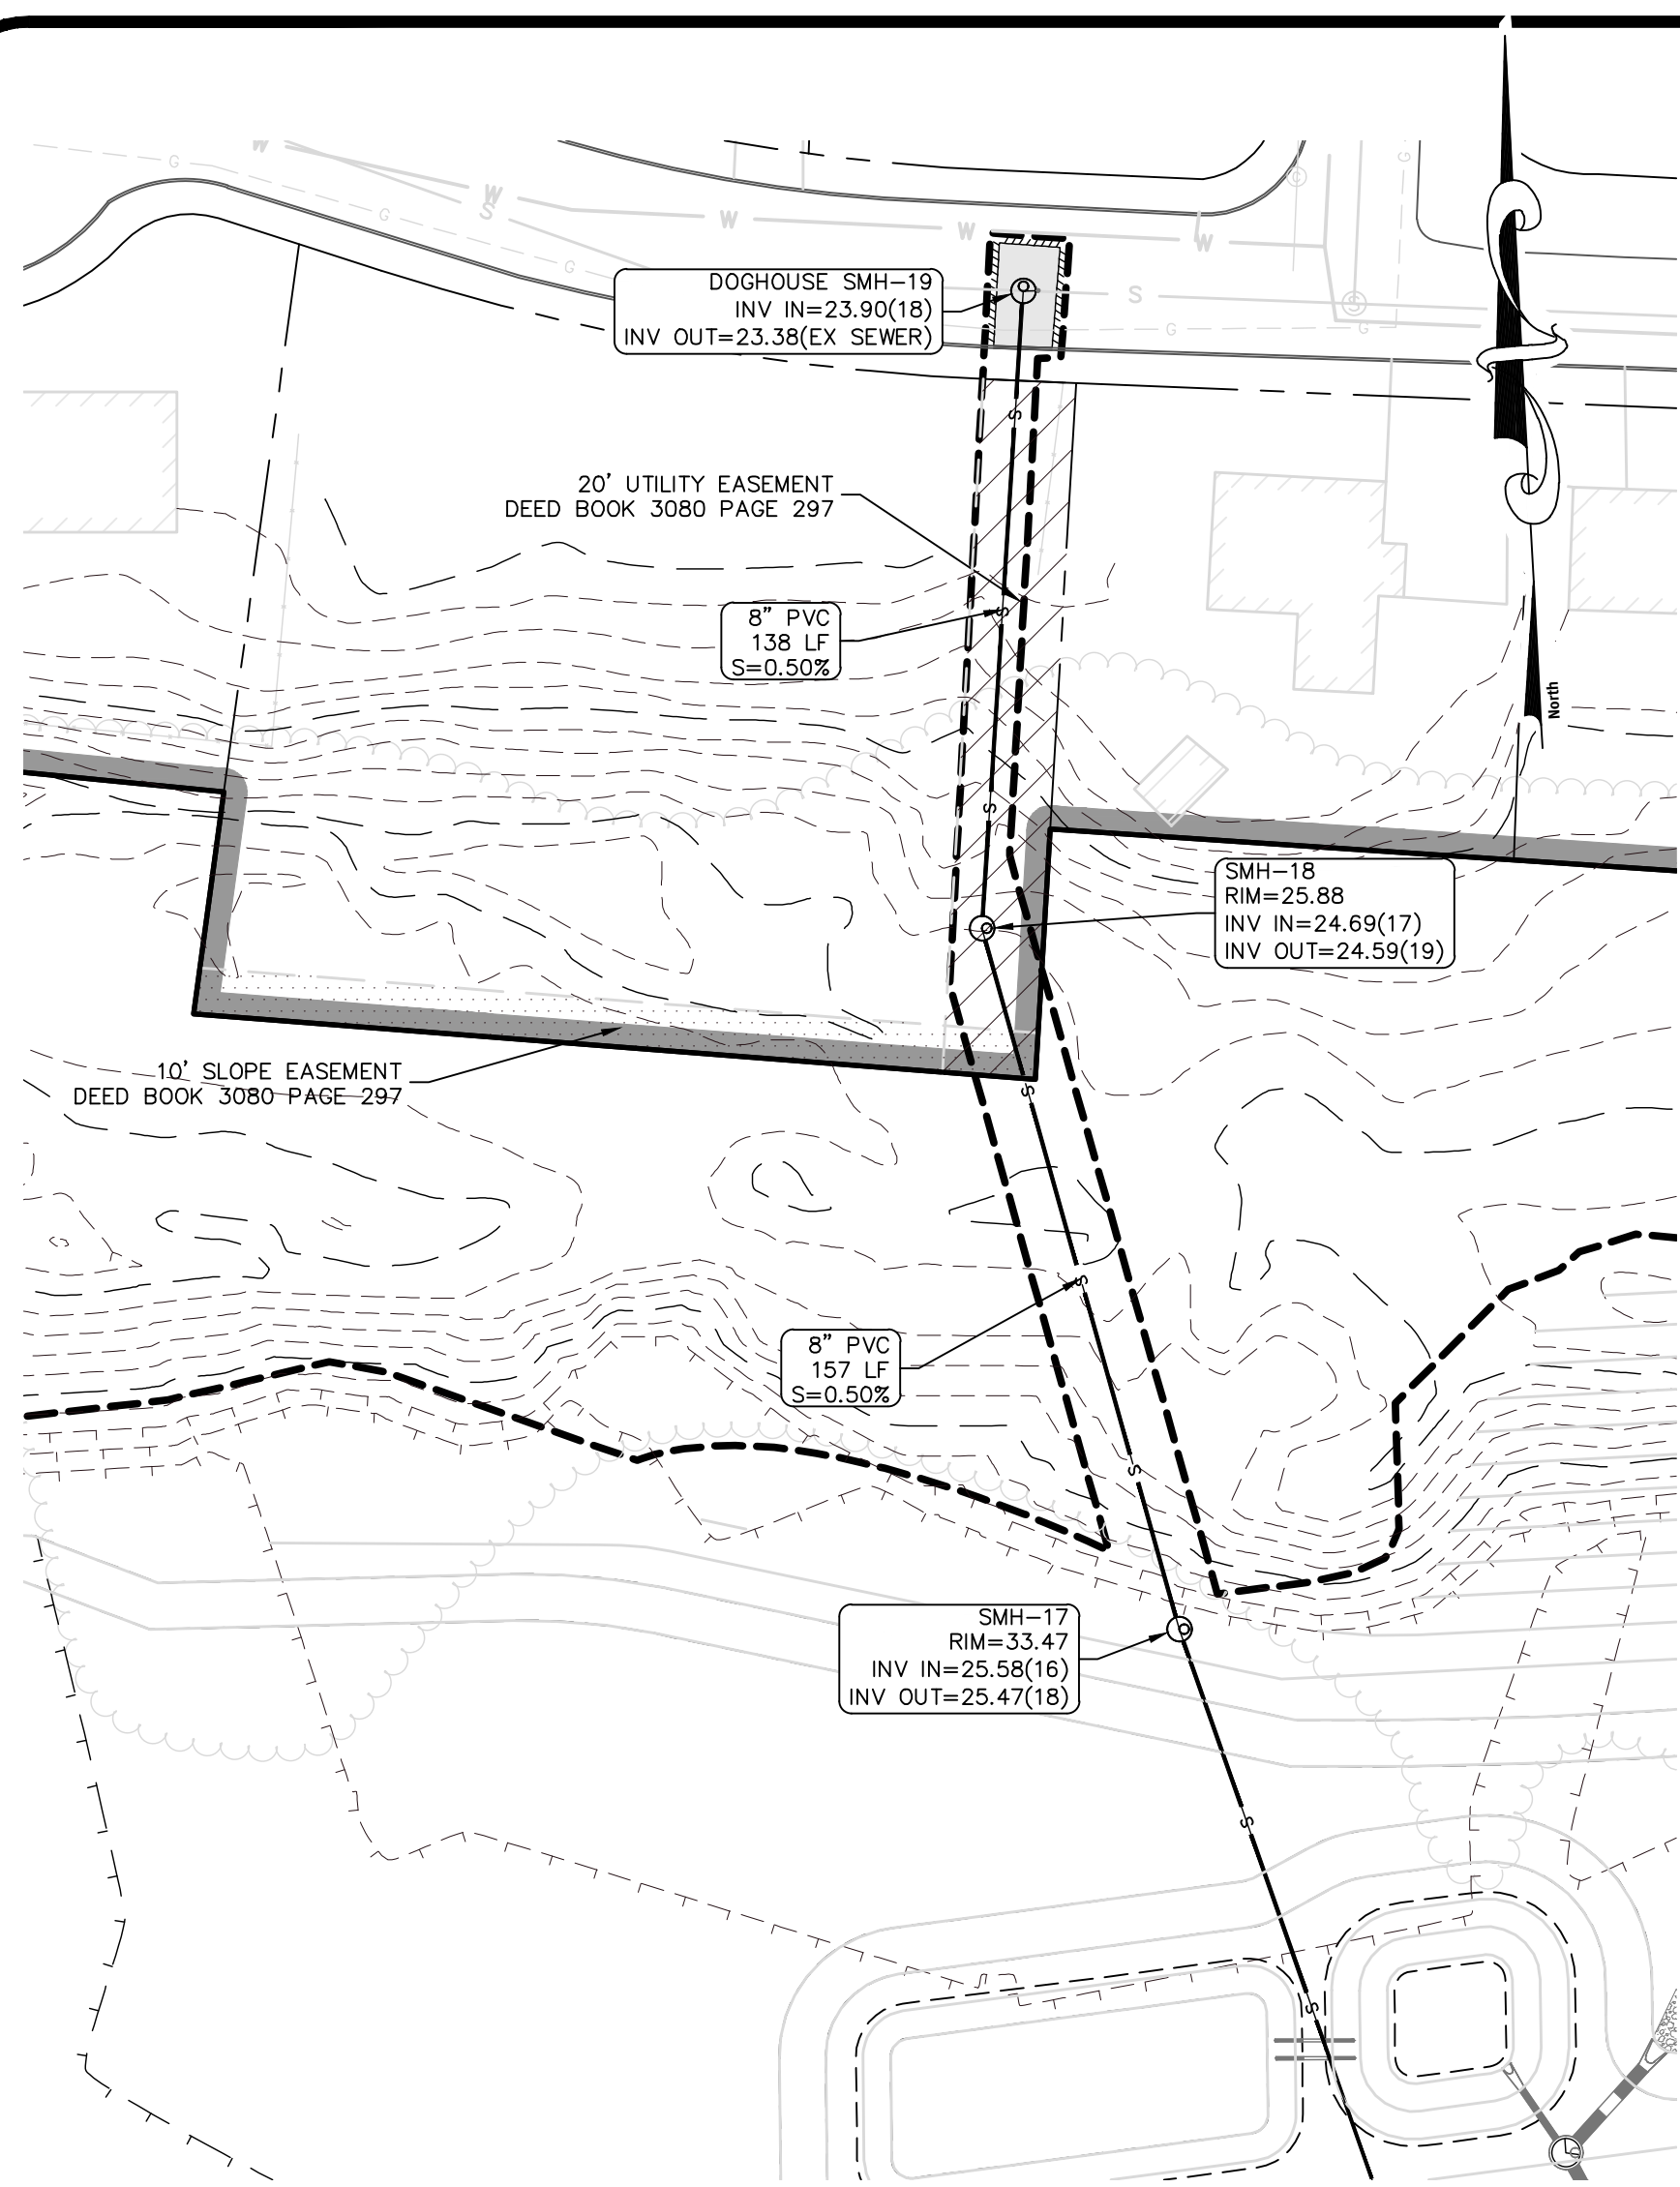 DOGHOUSE SMH-19
INV IN=23.90(18)
INV OUT=23.38(EX SEWER)
20' UTILITY EASEMENT
DEED BOOK 3080 PAGE 297
8" PVC
138 LF
S=0.50%
North
SMH-18
RIM=25.88
INV IN=24.69(17)
INV OUT=24.59(19)
10' SLOPE EASEMENT
DEED BOOK 3080 PAGE 297
8" PVC
157 LF
S=0.50%
SMH-17
RIM=33.47
INV IN=25.58(16)
INV OUT=25.47(18)
W
W
W
W
W
G
G
G
G
G
G
S
S
S
S
S
S
S
S
S
S
S
C